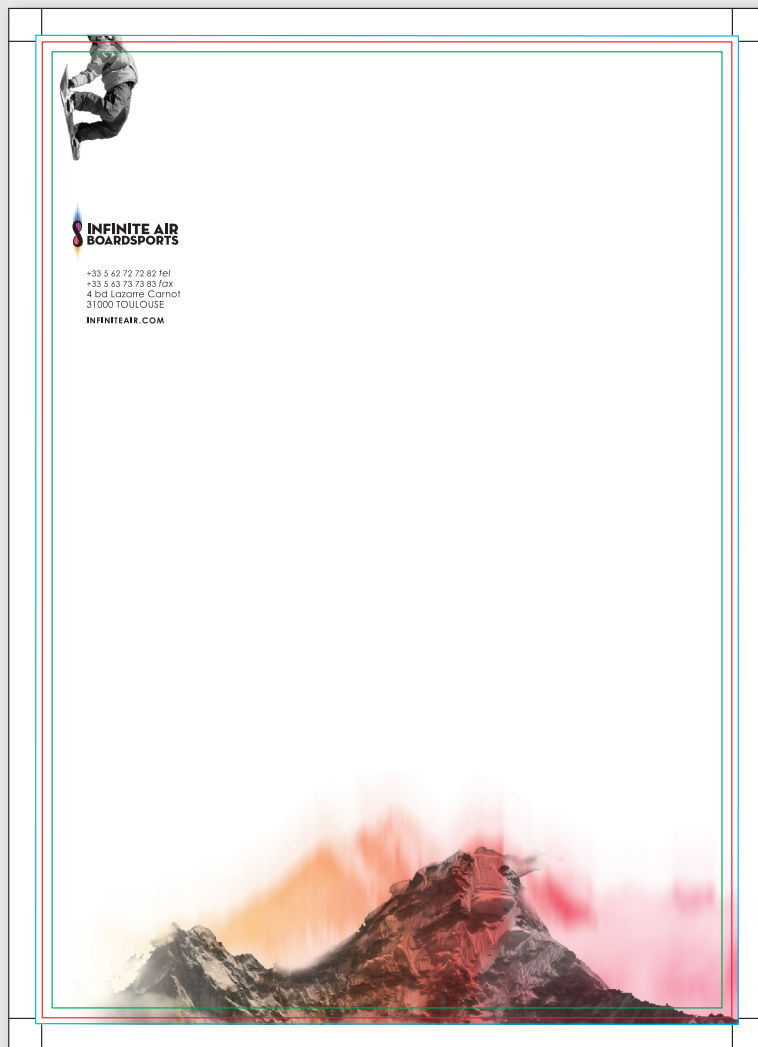 INFINITE AIR
BOARDSPORTS
+33 5 62 72 72 82 tel
+33 5 63 73 73 83 fax
4 bd Lazarre Carnot
31000 TOULOUSE
INFINITEAIR.COM